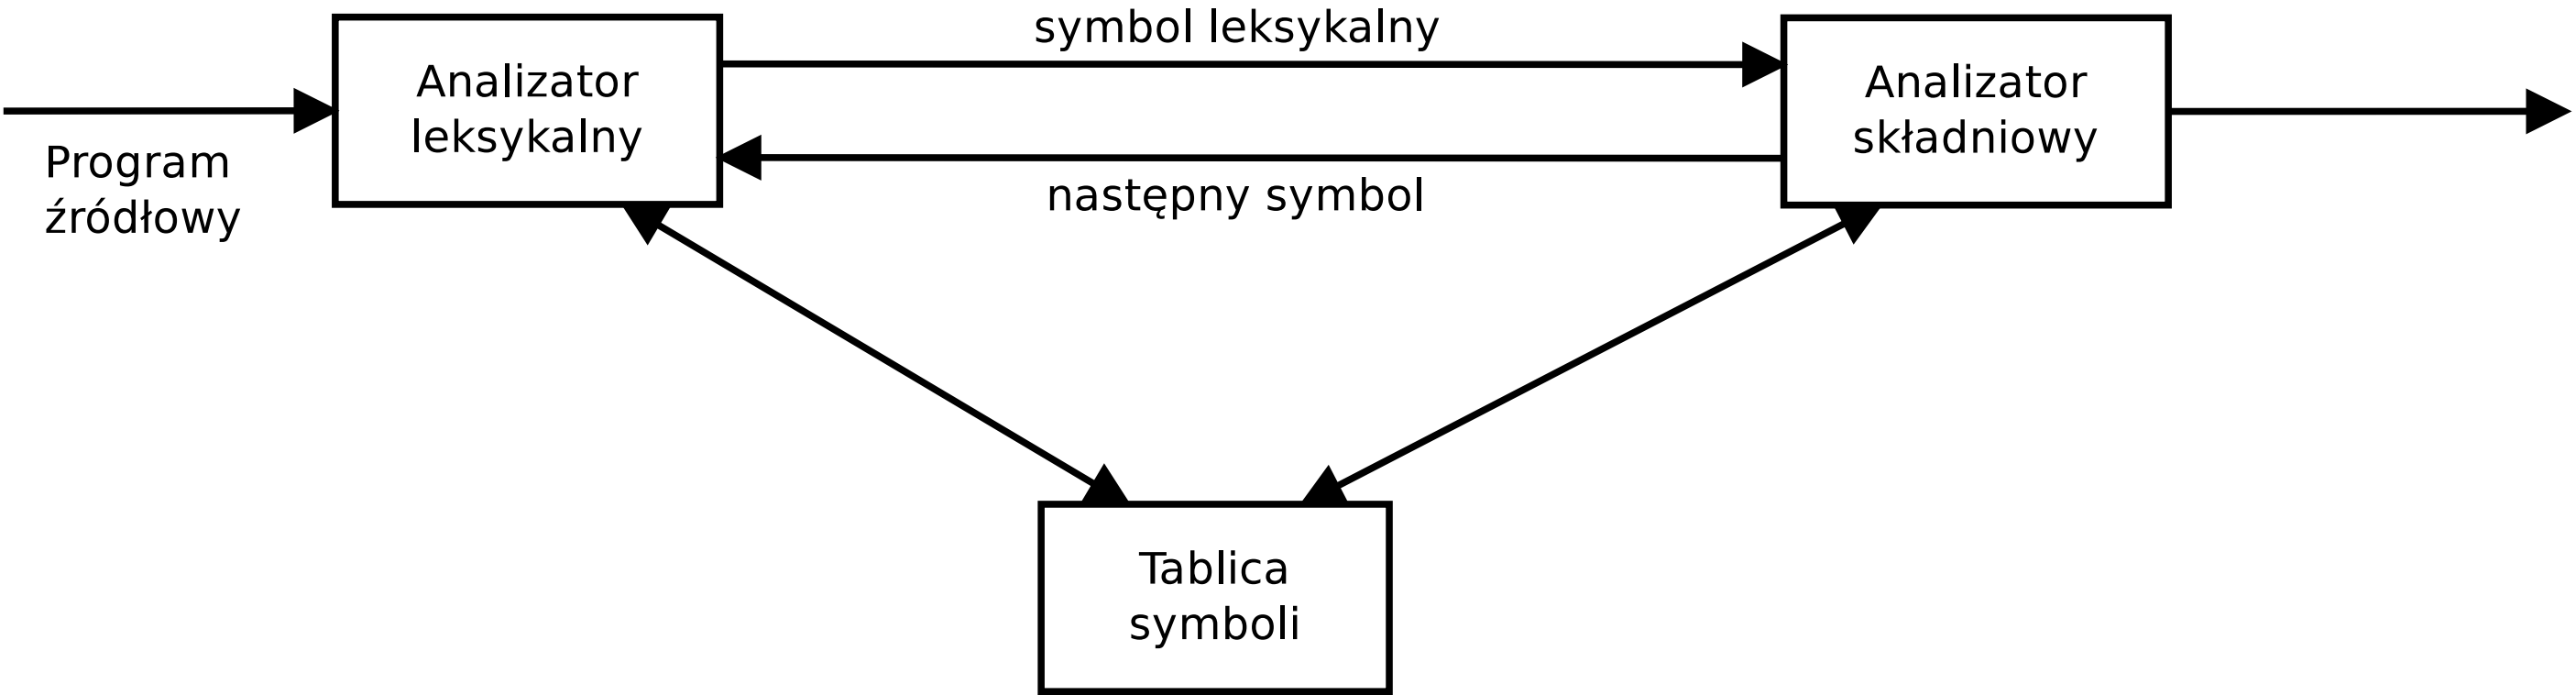 symbol leksykalny
Analizator
leksykalny
Analizator
składniowy
Program
źródłowy
następny symbol
Tablica
symboli